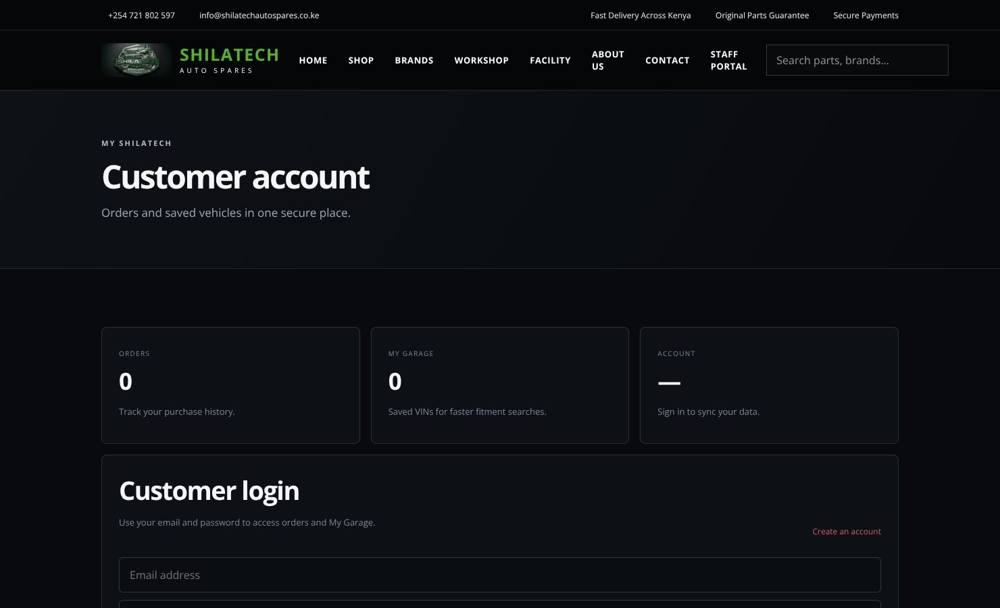 +254 721 802 597 info@shilatechautospares.co.ke Fast Delivery Across Kenya Original Parts Guarantee Secure Payments
SHILATECH
AUTO SPARES
HOME SHOP BRANDS WORKSHOP FACILITY ABOUT US CONTACT STAFF PORTAL Search parts, brands...
MY SHILATECH
Customer account
Orders and saved vehicles in one secure place.
ORDERS
0
Track your purchase history.
MY GARAGE
0
Saved VINs for faster fitment searches.
ACCOUNT
—
Sign in to sync your data.
Customer login
Use your email and password to access orders and My Garage.
Create an account
Email address